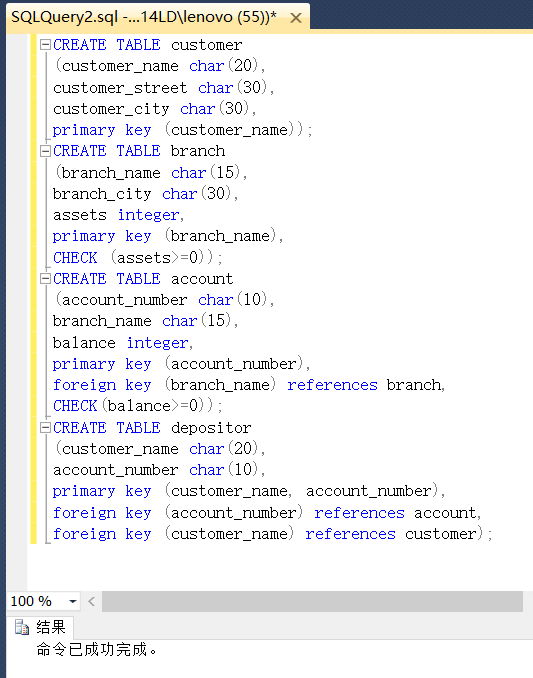 SQLQuery2.sql -...14LD\lenovo (55))*
CREATE TABLE customer
(customer_name char(20),
customer_street char(30),
customer_city char(30),
primary key (customer_name));
CREATE TABLE branch
(branch_name char(15),
branch_city char(30),
assets integer,
primary key (branch_name),
CHECK (assets>=0));
CREATE TABLE account
(account_number char(10),
branch_name char(15),
balance integer,
primary key (account_number),
foreign key (branch_name) references branch,
CHECK(balance>=0));
CREATE TABLE depositor
(customer_name char(20),
account_number char(10),
primary key (customer_name, account_number),
foreign key (account_number) references account,
foreign key (customer_name) references customer);
100 %
结果
命令已成功完成。